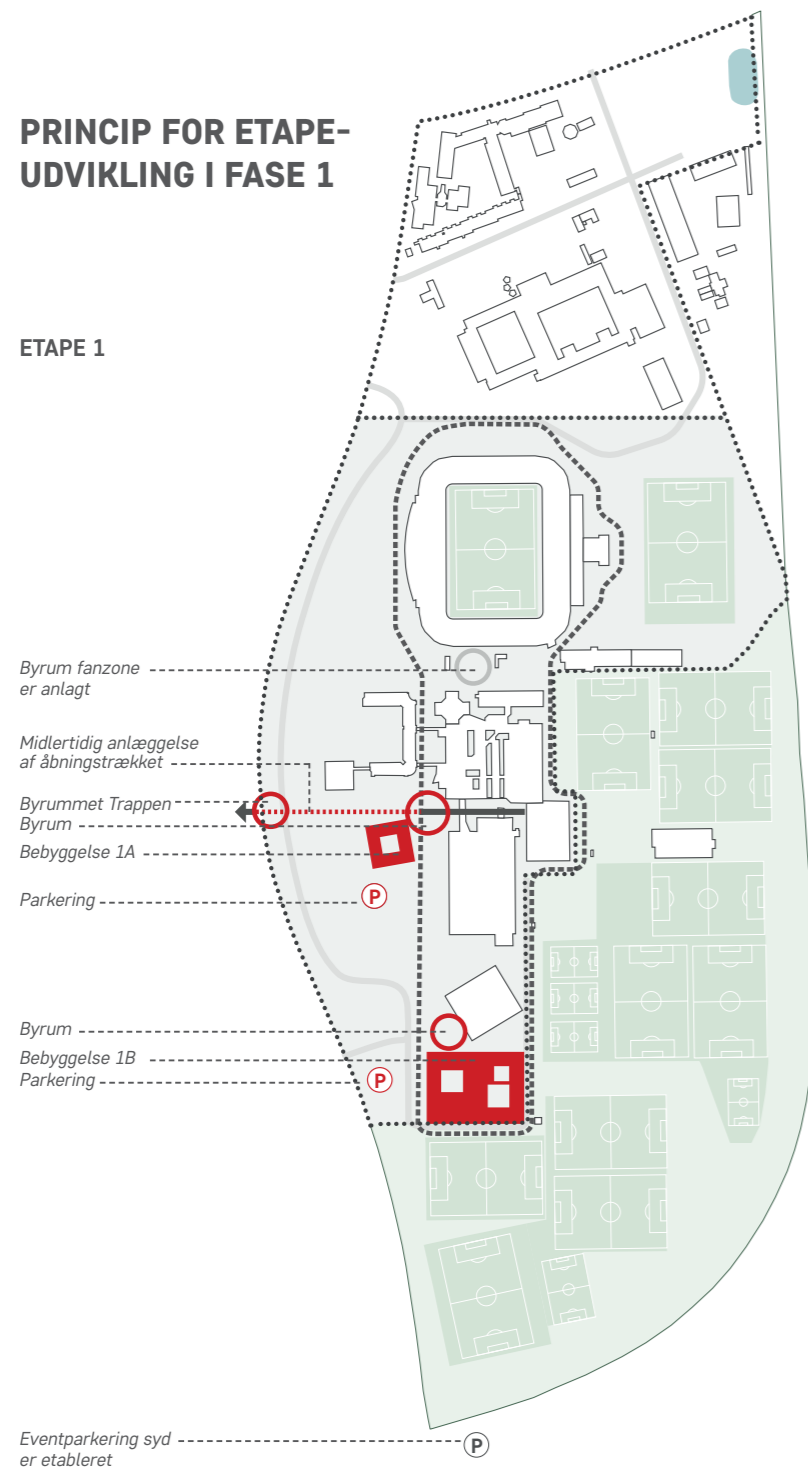 PRINCIP FOR ETAPE-
UDVIKLING I FASE 1
ETAPE 1
Byrum fanzone
er anlagt
Midlertidig anlæggelse
af åbningstrækket
Byrummet Trappen
Byrum
Bebyggelse 1A
Parkering
P
Byrum
Bebyggelse 1B
Parkering
P
Eventparkering syd
er etableret
P